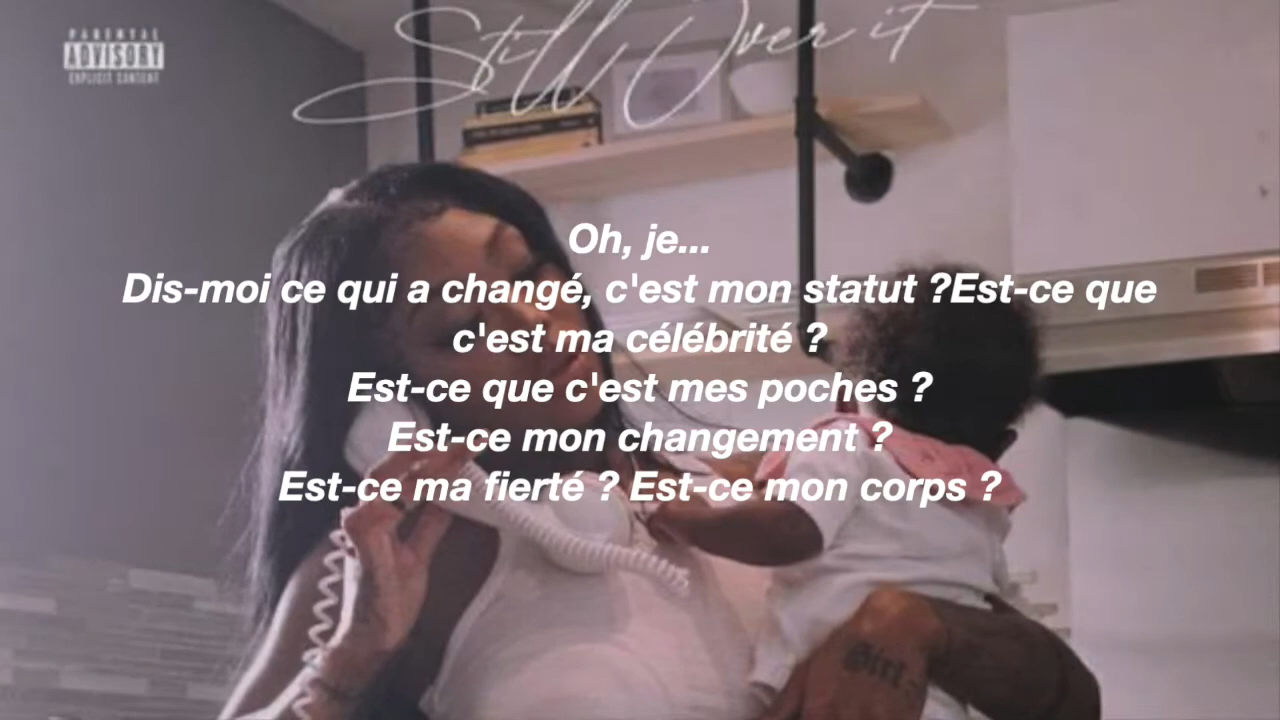 Still Over it
PARENTAL
ADVISORY
EXPLICIT CONTENT
Oh, je...
Dis-moi ce qui a changé, c'est mon statut ?Est-ce que
c'est ma célébrité ?
Est-ce que c'est mes poches ?
Est-ce mon changement ?
Est-ce ma fierté ? Est-ce mon corps ?